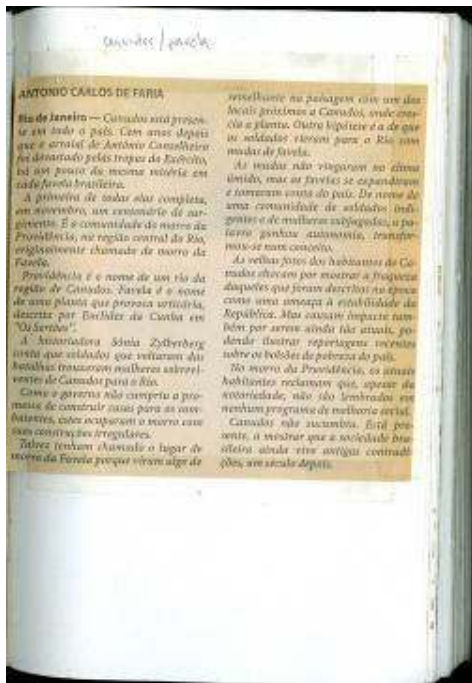 canudos / favela
ANTONIO CARLOS DE FARIA
Rio de Janeiro — Canudos está presen-
te em todo o país. Cem anos depois
que o arraial de Antônio Conselheiro
foi devastado pelas tropas do Exército,
há um pouco da mesma miséria em
cada favela brasileira.
A primeira de todas elas completa,
em novembro, um centenário de sur-
gimento. É a comunidade do morro da
Providência, na região central do Rio,
originalmente chamado de morro da
Favela.
Providência é o nome de um rio da
região de Canudos. Favela é o nome
de uma planta que provoca urticária,
descrita por Euclides da Cunha em
"Os Sertões".
A historiadora Sônia Zylberberg
conta que soldados que voltaram das
batalhas trouxeram mulheres sobrevi-
ventes de Canudos para o Rio.
Como o governo não cumpriu a pro-
messa de construir casas para os com-
batentes, estes ocuparam o morro com
suas construções irregulares.
Talvez tenham chamado o lugar de
morro da Favela porque viram algo de
semelhante na paisagem com um dos
locais próximos a Canudos, onde cres-
cia a planta. Outra hipótese é a de que
os soldados vieram para o Rio com
mudas de favela.
As mudas não vingaram no clima
úmido, mas as favelas se expandiram
e tomaram conta do país. De nome de
uma comunidade de soldados indi-
gentes e de mulheres subjugadas, a pa-
lavra ganhou autonomia, transfor-
mou-se num conceito.
As velhas fotos dos habitantes de Ca-
nudos chocam por mostrar a fraqueza
daqueles que foram descritos na época
como uma ameaça à estabilidade da
República. Mas causam impacto tam-
bém por serem ainda tão atuais, po-
dendo ilustrar reportagens recentes
sobre os bolsões de pobreza do país.
No morro da Providência, os atuais
habitantes reclamam que, apesar da
notoriedade, não são lembrados em
nenhum programa de melhoria social.
Canudos não sucumbiu. Está pre-
sente, a mostrar que a sociedade bra-
sileira ainda vive antigas contradi-
ções, um século depois.